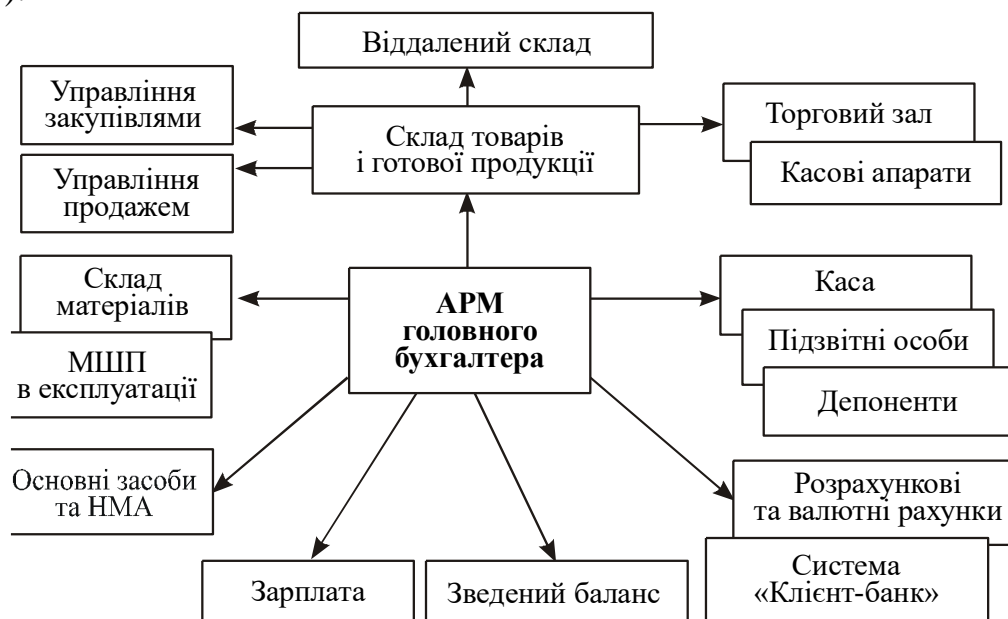 ).
Віддалений склад
Управління
закупівлями
Склад товарів
і готової продукції
Торговий зал
Касові апарати
Управління
продажем
Склад
матеріалів
АРМ
головного
бухгалтера
Каса
Підзвітні особи
Депоненти
МШП
в експлуатації
Основні засоби
та НМА
Розрахункові
та валютні рахунки
Зарплата
Зведений баланс
Система
«Клієнт-банк»